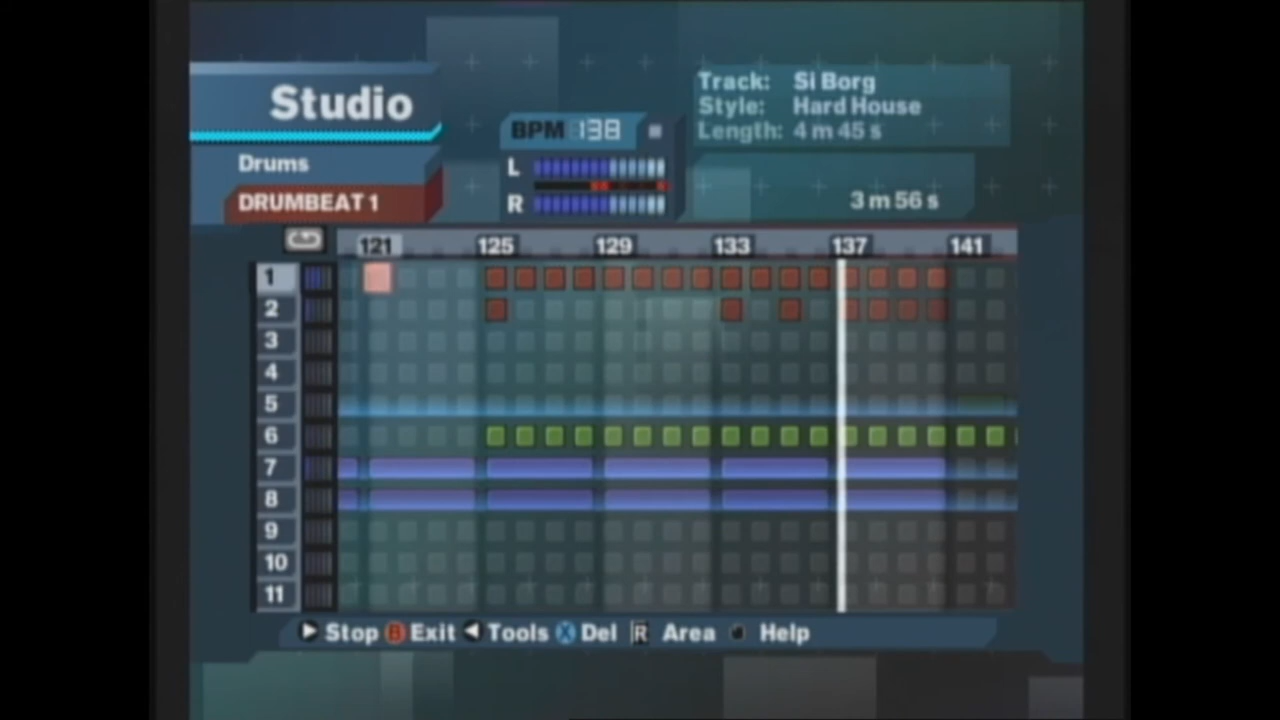 Studio
Track: Si Borg
Style: Hard House
Length: 4 m 45 s
BPM 138
Drums
DRUMBEAT 1
L
R
3 m 56 s
121 125 129 133 137 141
1
2
3
4
5
6
7
8
9
10
11
Stop B Exit Tools X Del R Area Help